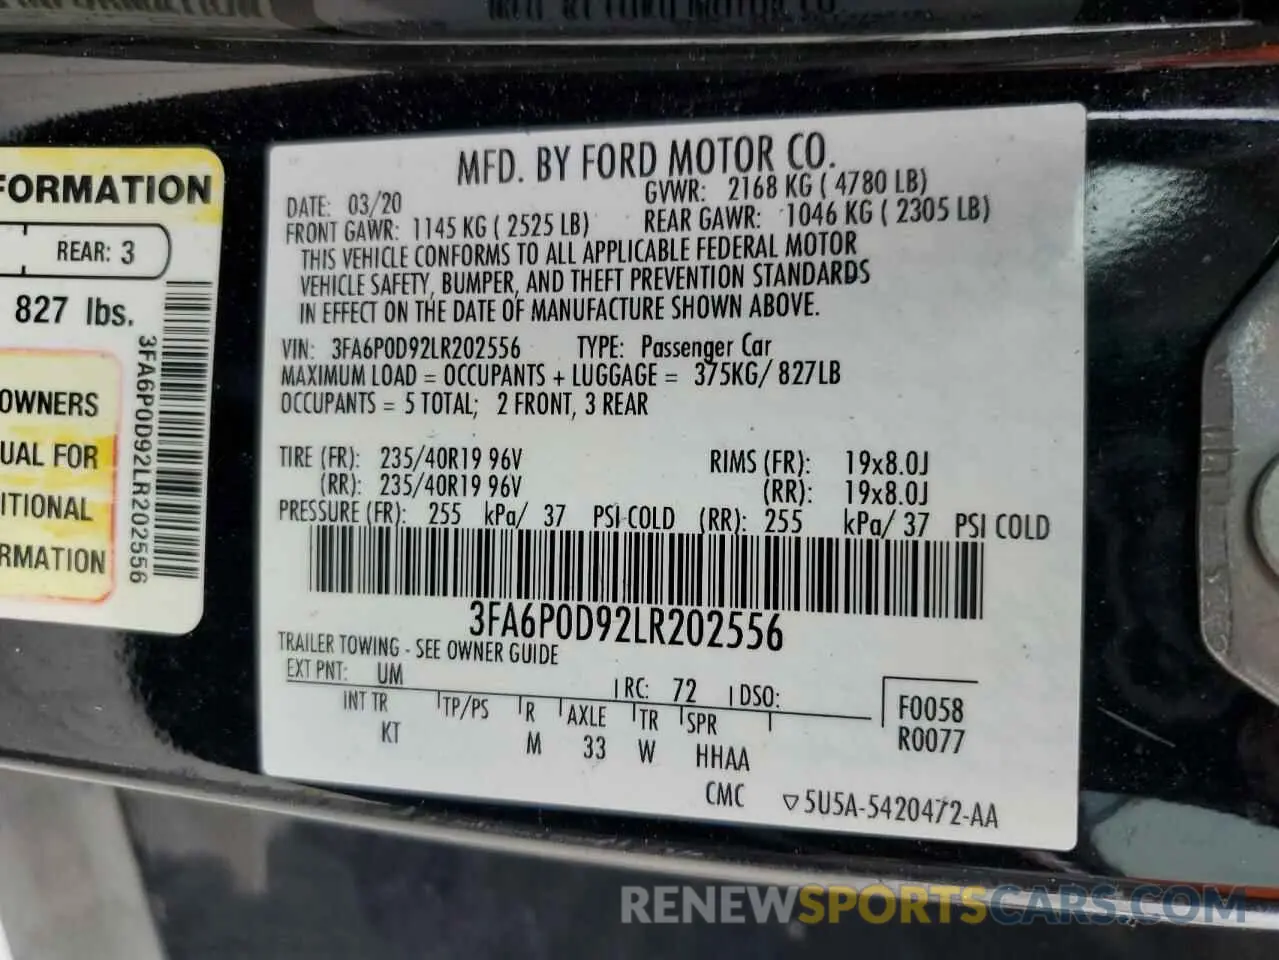 MFD. BY FORD MOTOR CO.
DATE: 03/20
GVWR: 2168 KG ( 4780 LB)
FRONT GAWR: 1145 KG ( 2525 LB)
REAR GAWR: 1046 KG ( 2305 LB)
THIS VEHICLE CONFORMS TO ALL APPLICABLE FEDERAL MOTOR
VEHICLE SAFETY, BUMPER, AND THEFT PREVENTION STANDARDS
IN EFFECT ON THE DATE OF MANUFACTURE SHOWN ABOVE.
VIN: 3FA6P0D92LR202556 TYPE: Passenger Car
MAXIMUM LOAD = OCCUPANTS + LUGGAGE = 375KG/ 827LB
OCCUPANTS = 5 TOTAL; 2 FRONT, 3 REAR
TIRE (FR): 235/40R19 96V RIMS (FR): 19x8.0J
(RR): 235/40R19 96V (RR): 19x8.0J
PRESSURE (FR): 255 kPa/ 37 PSI COLD (RR): 255 kPa/ 37 PSI COLD
3FA6P0D92LR202556
TRAILER TOWING - SEE OWNER GUIDE
EXT PNT: UM RC: 72 DSO:
INT TR TP/PS R AXLE TR SPR
KT M 33 W HHAA
F0058
R0077
CMC ▽5U5A-5420472-AA
FORMATION
REAR: 3
827 lbs.
3FA6P0D92LR202556
OWNERS
UAL FOR
ITIONAL
RMATION
RENEWSPORTSCARS.COM